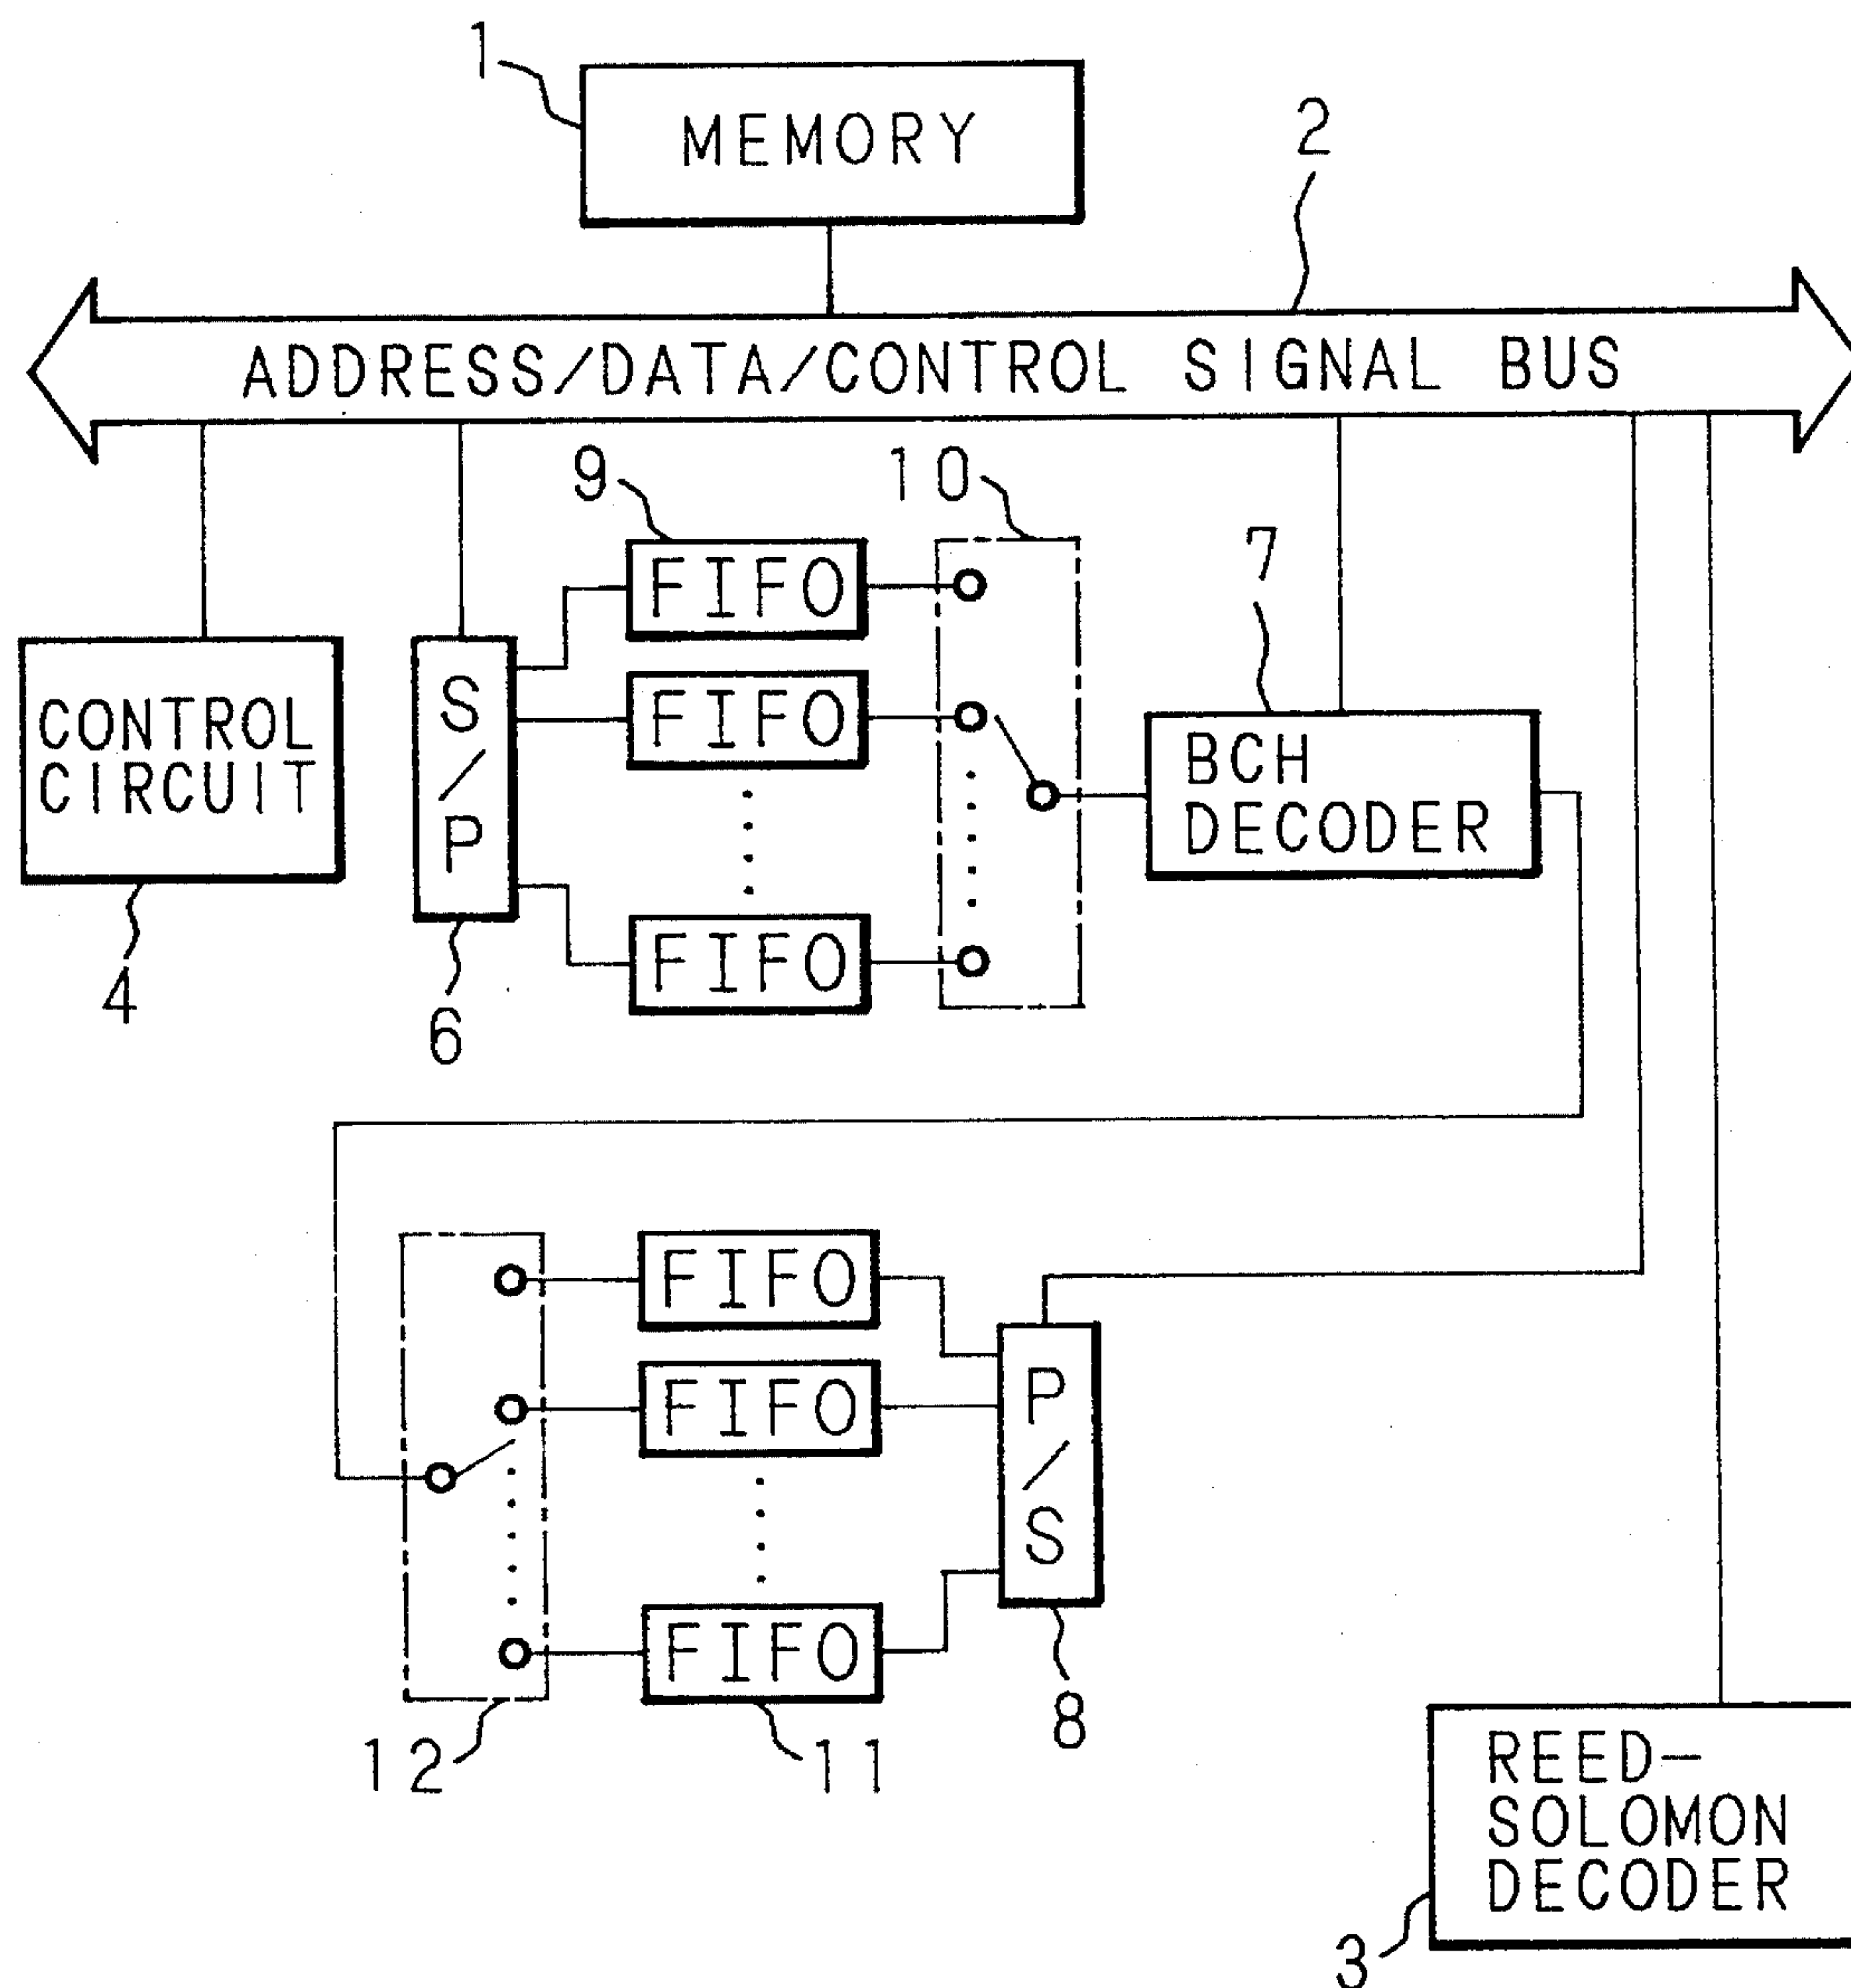 1
MEMORY
2
ADDRESS/DATA/CONTROL SIGNAL BUS
9
10
7
FIFO
CONTROL
CIRCUIT
S/P
FIFO
BCH
DECODER
FIFO
4
6
FIFO
FIFO
P/S
FIFO
12
11
8
REED-
SOLOMON
DECODER
3